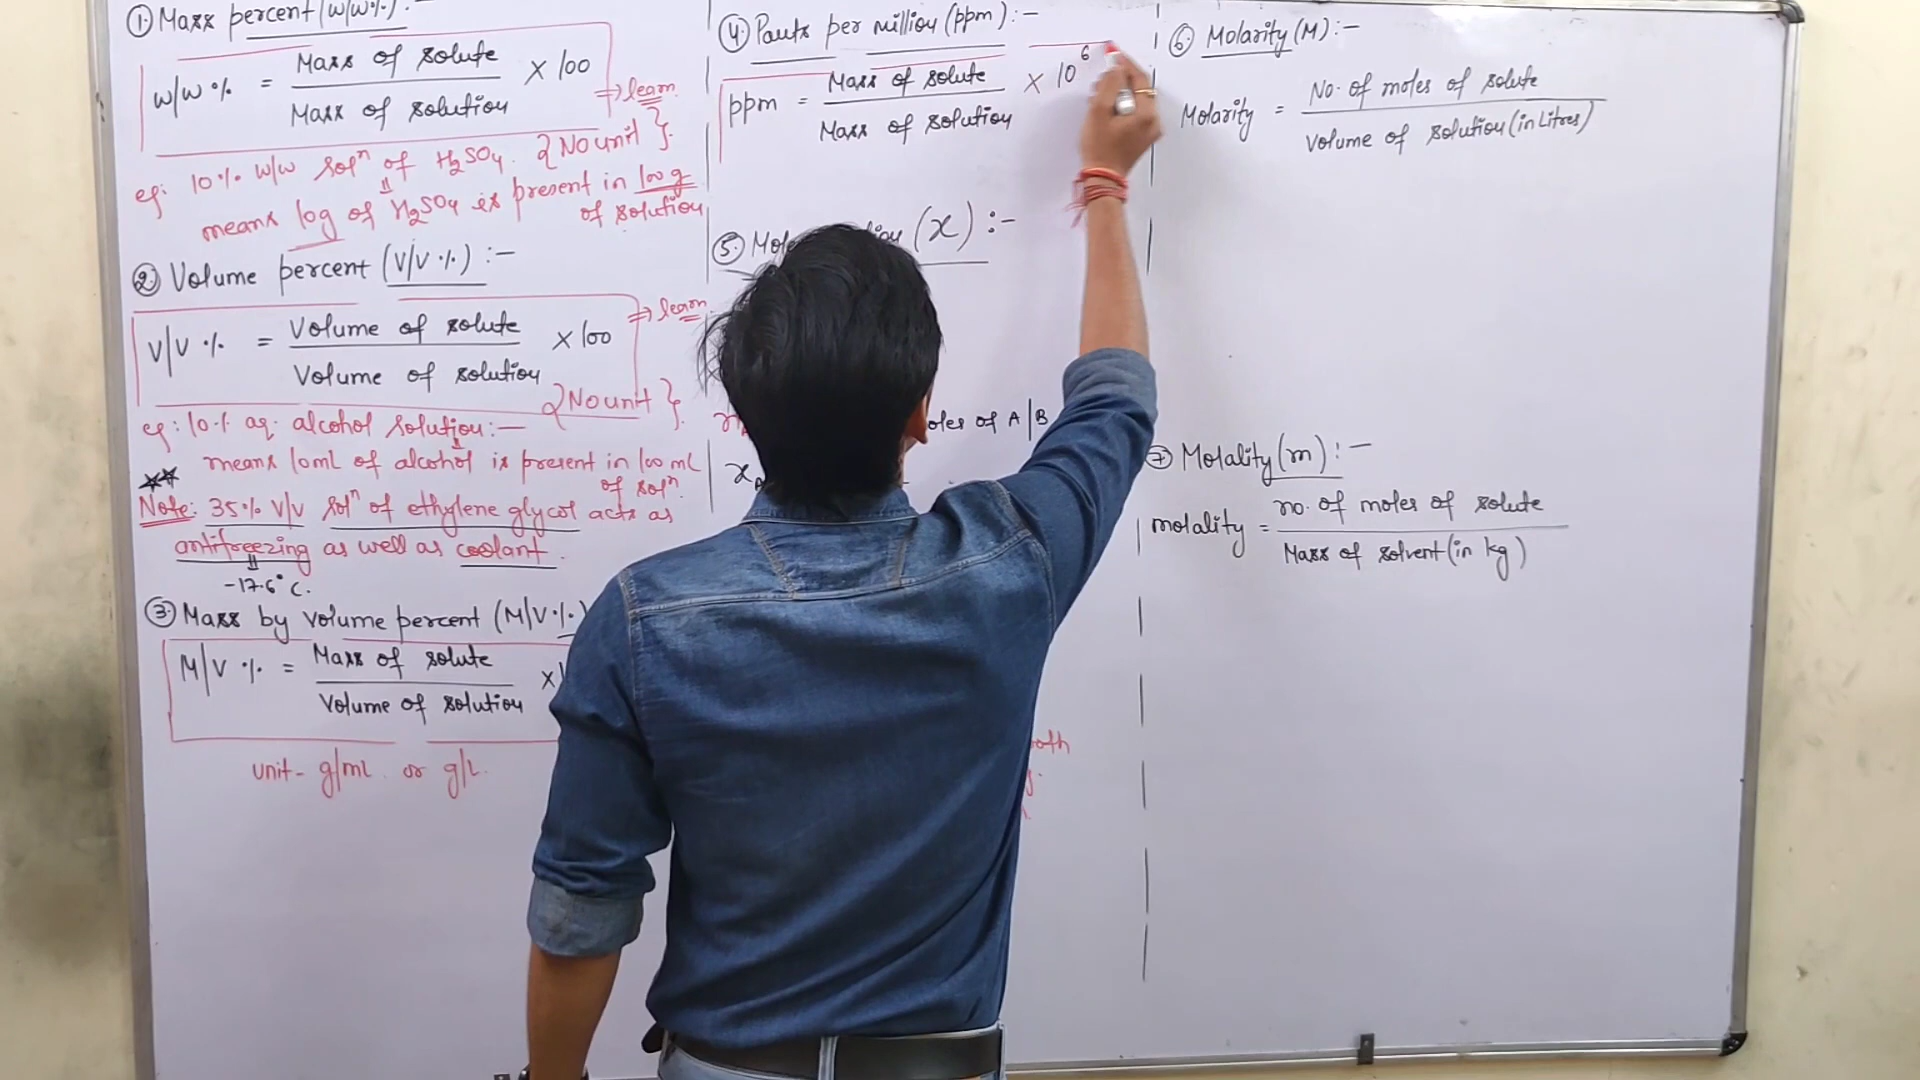 ① Mass percent (w/w%) :-
w/w % = Mass of solute / Mass of solution × 100
⇒ learn
{No unit}.
eg: 10% w/w solⁿ of H₂SO₄.
means 10g of H₂SO₄ is present in 100 g
of solution
② Volume percent (V/V %) :-
V/V % = Volume of solute / Volume of solution × 100
⇒ learn
{No unit}.
eg: 10% aq. alcohol solution:-
means 10mL of alcohol is present in 100 mL
of solⁿ.
Note: 35% V/V solⁿ of ethylene glycol acts as
antifreezing as well as coolant.
-17.6°C.
③ Mass by volume percent (M/V %)
M/V % = Mass of solute / Volume of solution ×
unit- g/mL or g/L.
④ Parts per million (ppm) :-
ppm = Mass of solute / Mass of solution × 10⁶
⑤ Mole (x) :-
of A/B
⑥ Molarity (M) :-
Molarity = No. of moles of solute / Volume of solution (in Litres)
⑦ Molality (m) :-
molality = no. of moles of solute / Mass of solvent (in kg)